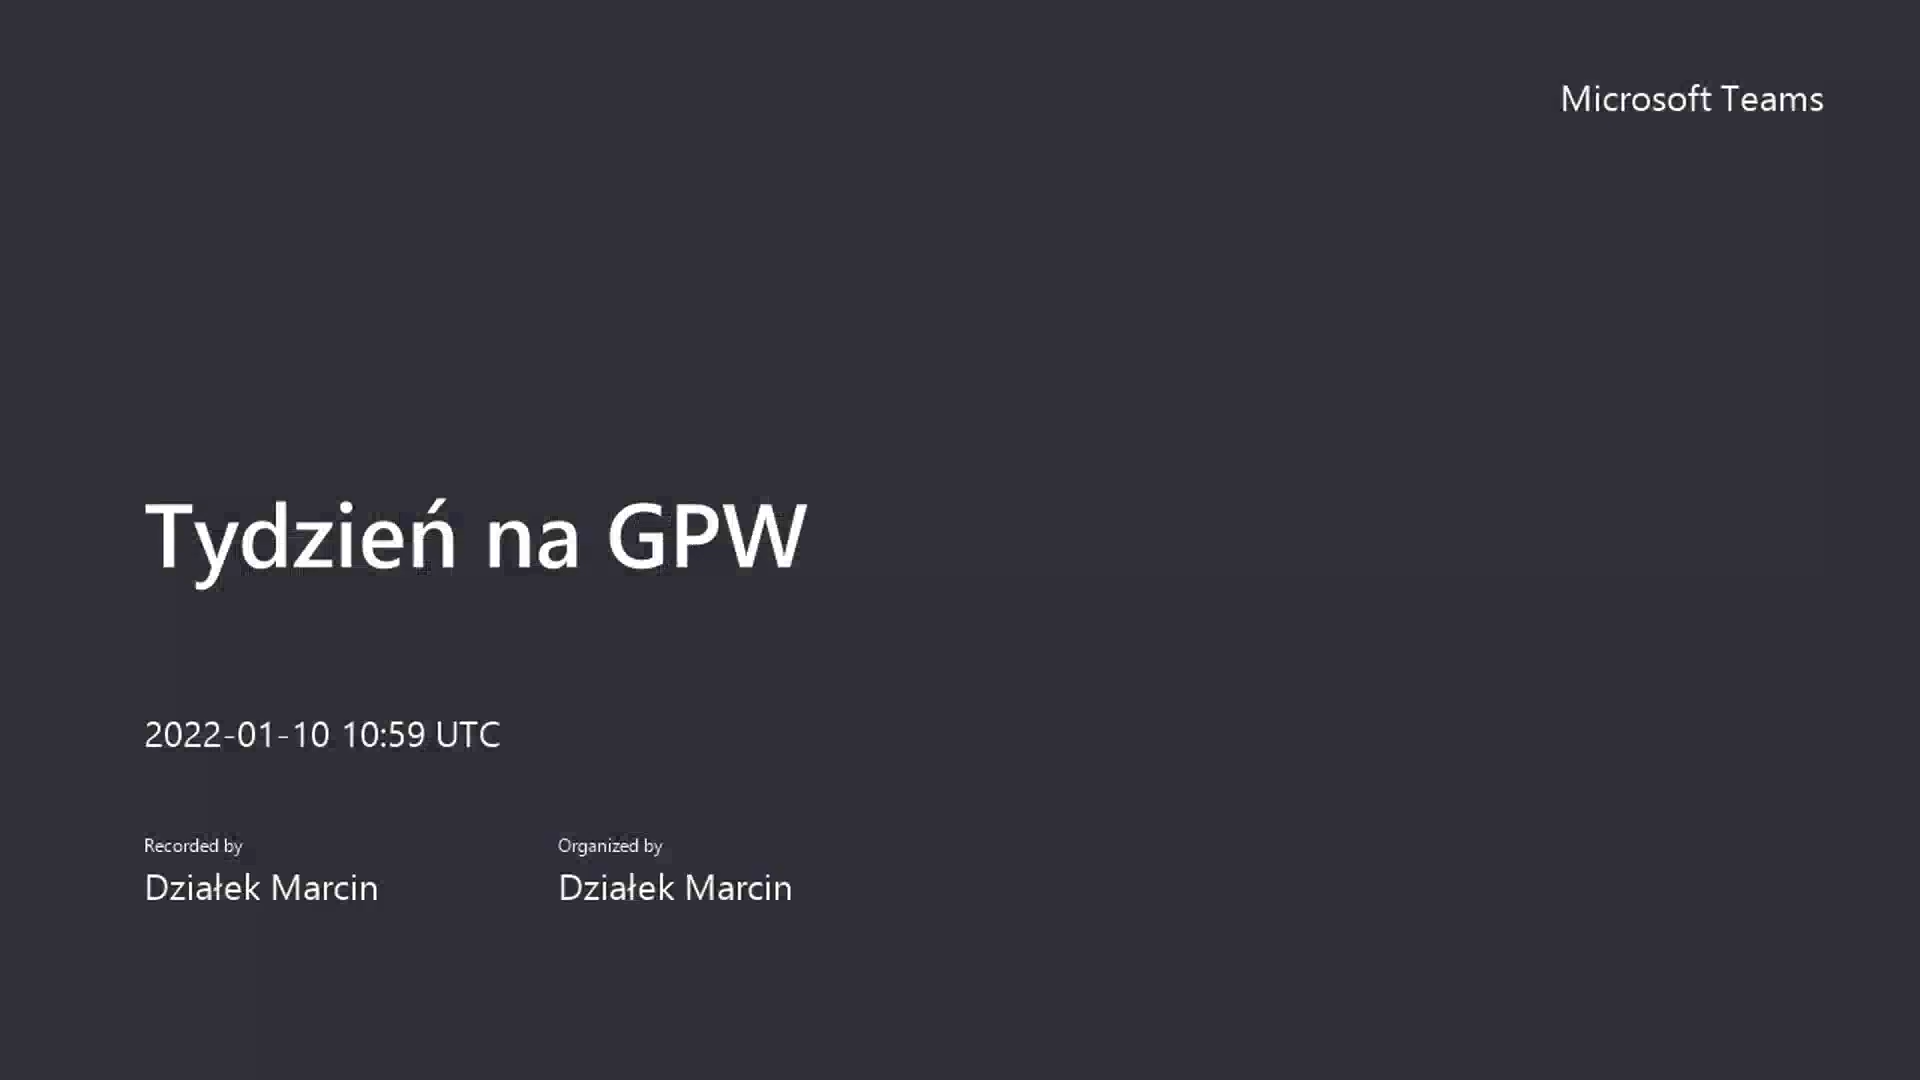 Microsoft Teams
Tydzień na GPW
2022-01-10 10:59 UTC
Recorded by
Działek Marcin
Organized by
Działek Marcin